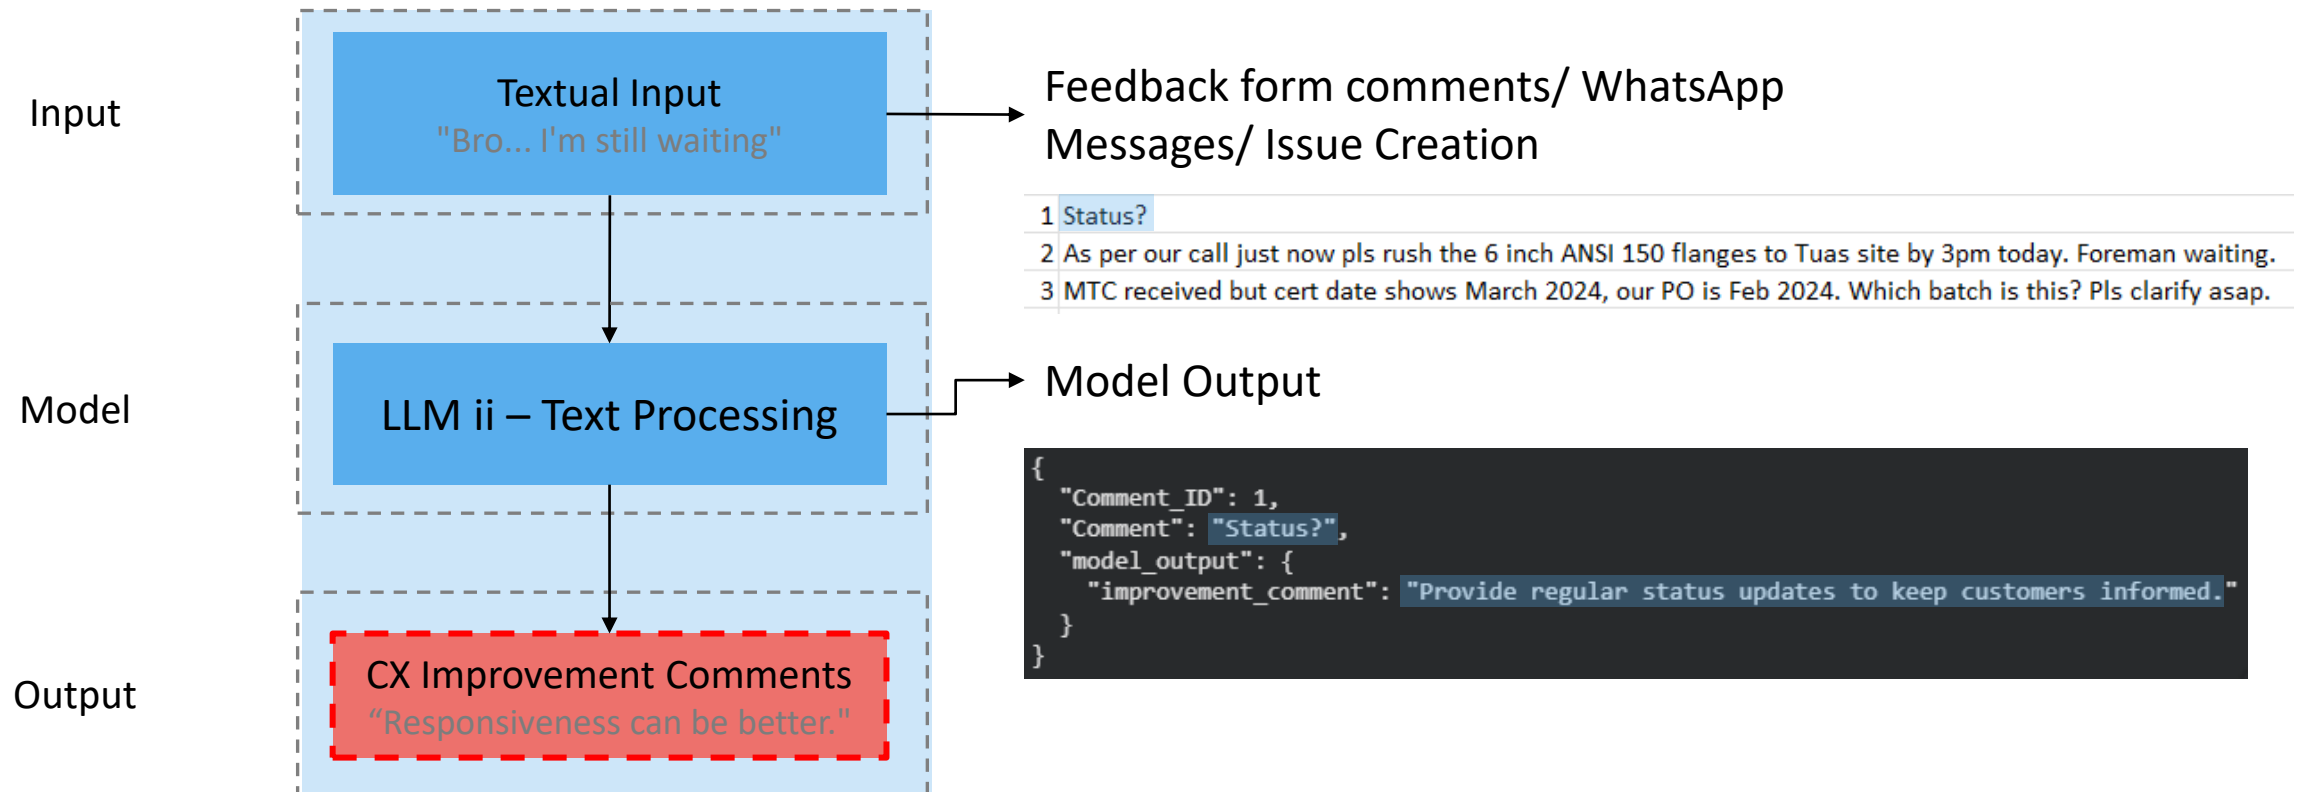 Input
Textual Input
"Bro... I'm still waiting"
Feedback form comments/ WhatsApp
Messages/ Issue Creation
1 Status?
2 As per our call just now pls rush the 6 inch ANSI 150 flanges to Tuas site by 3pm today. Foreman waiting.
3 MTC received but cert date shows March 2024, our PO is Feb 2024. Which batch is this? Pls clarify asap.
Model
LLM ii – Text Processing
Model Output
{
"Comment_ID": 1,
"Comment": "Status?",
"model_output": {
"improvement_comment": "Provide regular status updates to keep customers informed."
}
}
Output
CX Improvement Comments
“Responsiveness can be better."